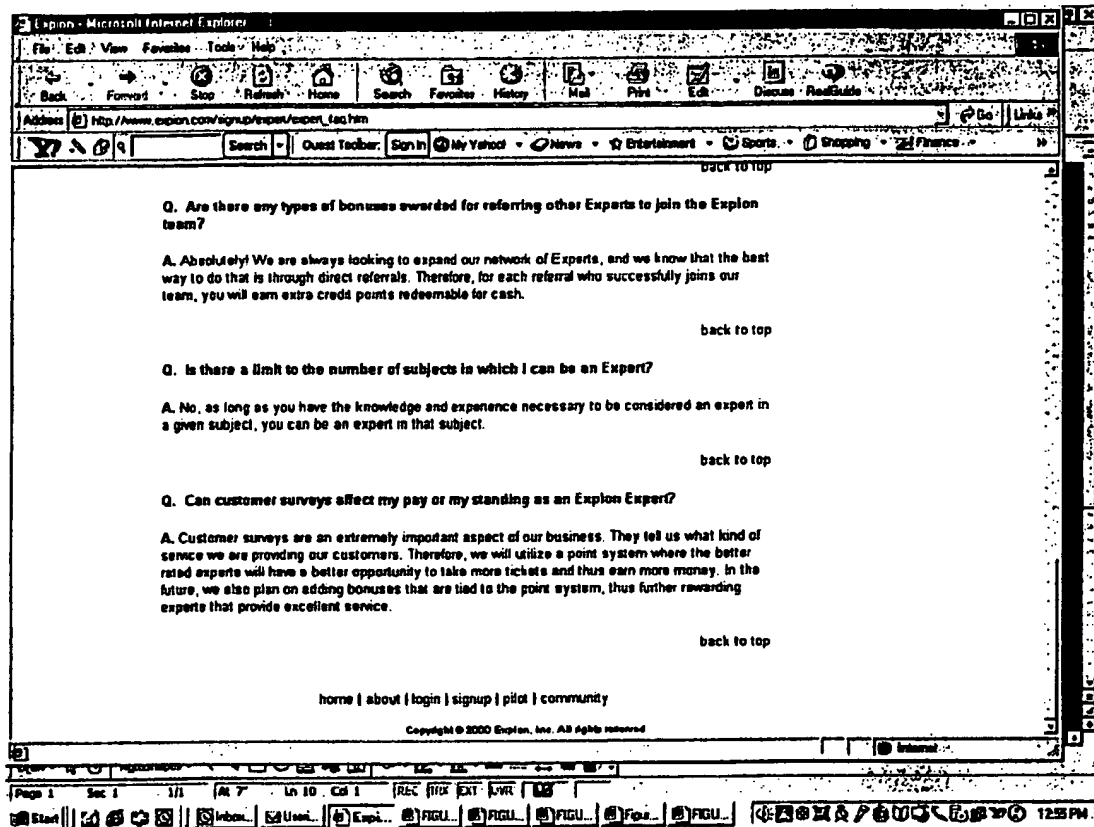 Expion - Microsoft Internet Explorer
File Edit View Favorites Tools Help
Back Forward Stop Refresh Home Search Favorites History Mail Print Edit Discuss RealGuide
Address http://www.expion.com/signup/expert/expert_faq.htm Go Links
Search Guest Toolbar: Sign In My Yahoo! News Entertainment Sports Shopping Finance
back to top
Q. Are there any types of bonuses awarded for referring other Experts to join the Expion
team?
A. Absolutely! We are always looking to expand our network of Experts, and we know that the best
way to do that is through direct referrals. Therefore, for each referral who successfully joins our
team, you will earn extra credit points redeemable for cash.
back to top
Q. Is there a limit to the number of subjects in which I can be an Expert?
A. No, as long as you have the knowledge and experience necessary to be considered an expert in
a given subject, you can be an expert in that subject.
back to top
Q. Can customer surveys affect my pay or my standing as an Expion Expert?
A. Customer surveys are an extremely important aspect of our business. They tell us what kind of
service we are providing our customers. Therefore, we will utilize a point system where the better
rated experts will have a better opportunity to take more tickets and thus earn more money. In the
future, we also plan on adding bonuses that are tied to the point system, thus further rewarding
experts that provide excellent service.
back to top
home | about | login | signup | pilot | community
Copyright © 2000 Expion, Inc. All rights reserved
Internet
Page 1 Sec 1 1/1 At 7" Ln 10 Col 1 REC TRK EXT OVR
Start Inbox... Expi... FIGU... FIGU... FIGU... Figu... FIGU... 12:55 PM